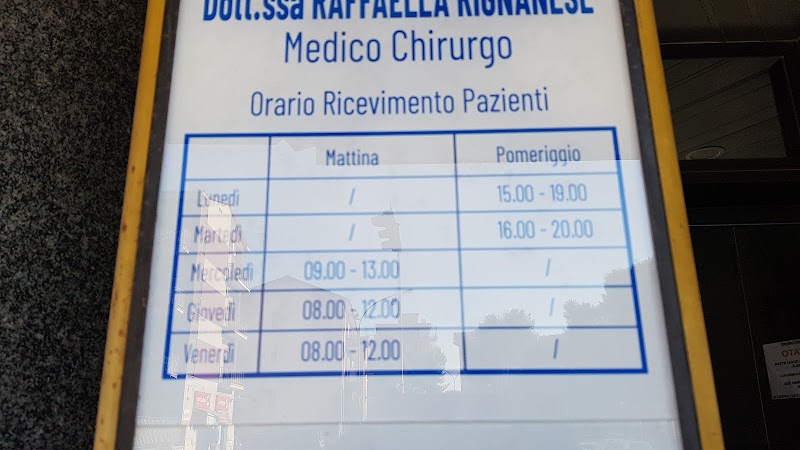 Dott.ssa RAFFAELLA RIGNANESE
Medico Chirurgo
Orario Ricevimento Pazienti
Mattina Pomeriggio
Lunedì / 15.00 - 19.00
Martedì / 16.00 - 20.00
Mercoledì 09.00 - 13.00 /
Giovedì 08.00 - 12.00 /
Venerdì 08.00 - 12.00 /